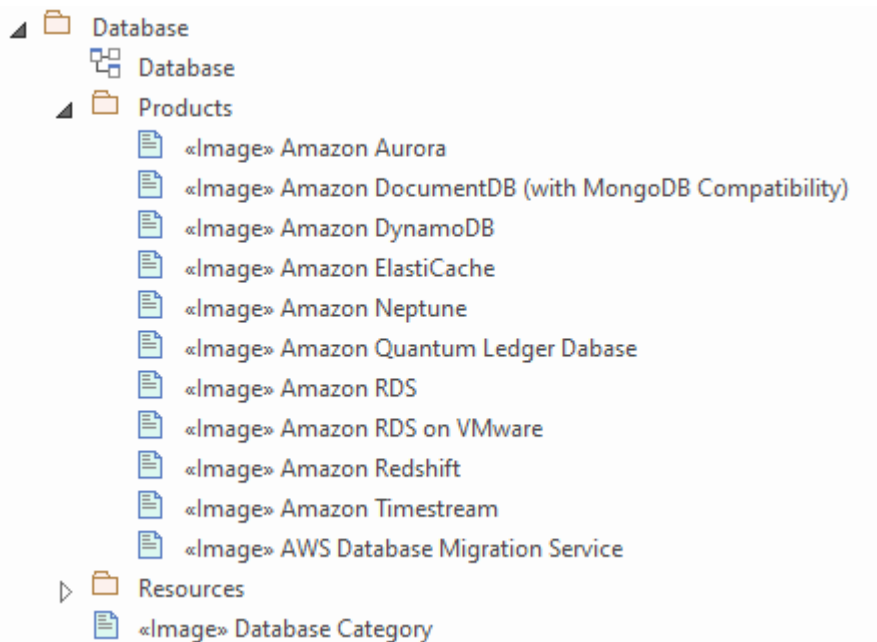 Database
Database
Products
«Image» Amazon Aurora
«Image» Amazon DocumentDB (with MongoDB Compatibility)
«Image» Amazon DynamoDB
«Image» Amazon ElastiCache
«Image» Amazon Neptune
«Image» Amazon Quantum Ledger Dabase
«Image» Amazon RDS
«Image» Amazon RDS on VMware
«Image» Amazon Redshift
«Image» Amazon Timestream
«Image» AWS Database Migration Service
Resources
«Image» Database Category